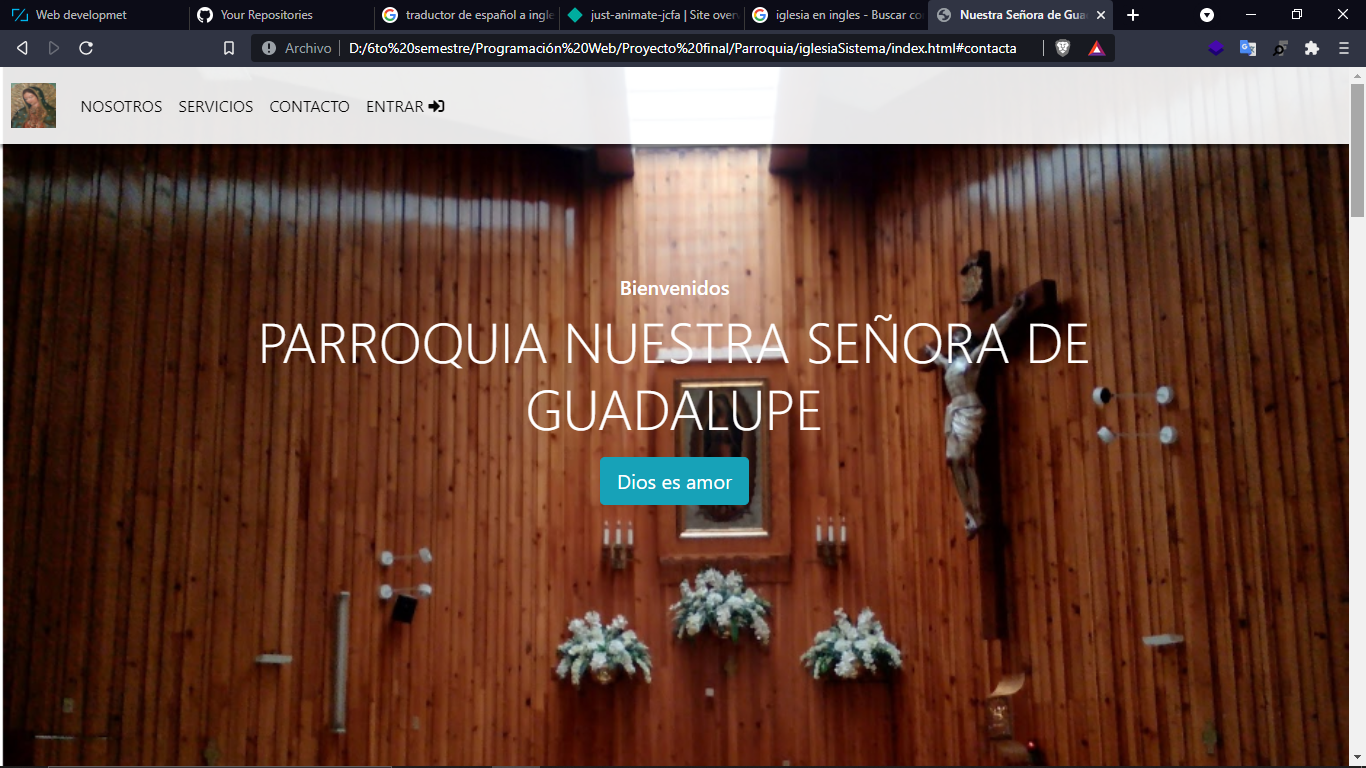 Web developmet
Your Repositories
traductor de español a ingle
just-animate-jcfa | Site over
iglesia en ingles - Buscar co
Nuestra Señora de Gua
Archivo
D:/6to%20semestre/Programación%20Web/Proyecto%20final/Parroquia/iglesiaSistema/index.html#contacta
NOSOTROS
SERVICIOS
CONTACTO
ENTRAR
Bienvenidos
PARROQUIA NUESTRA SEÑORA DE
GUADALUPE
Dios es amor